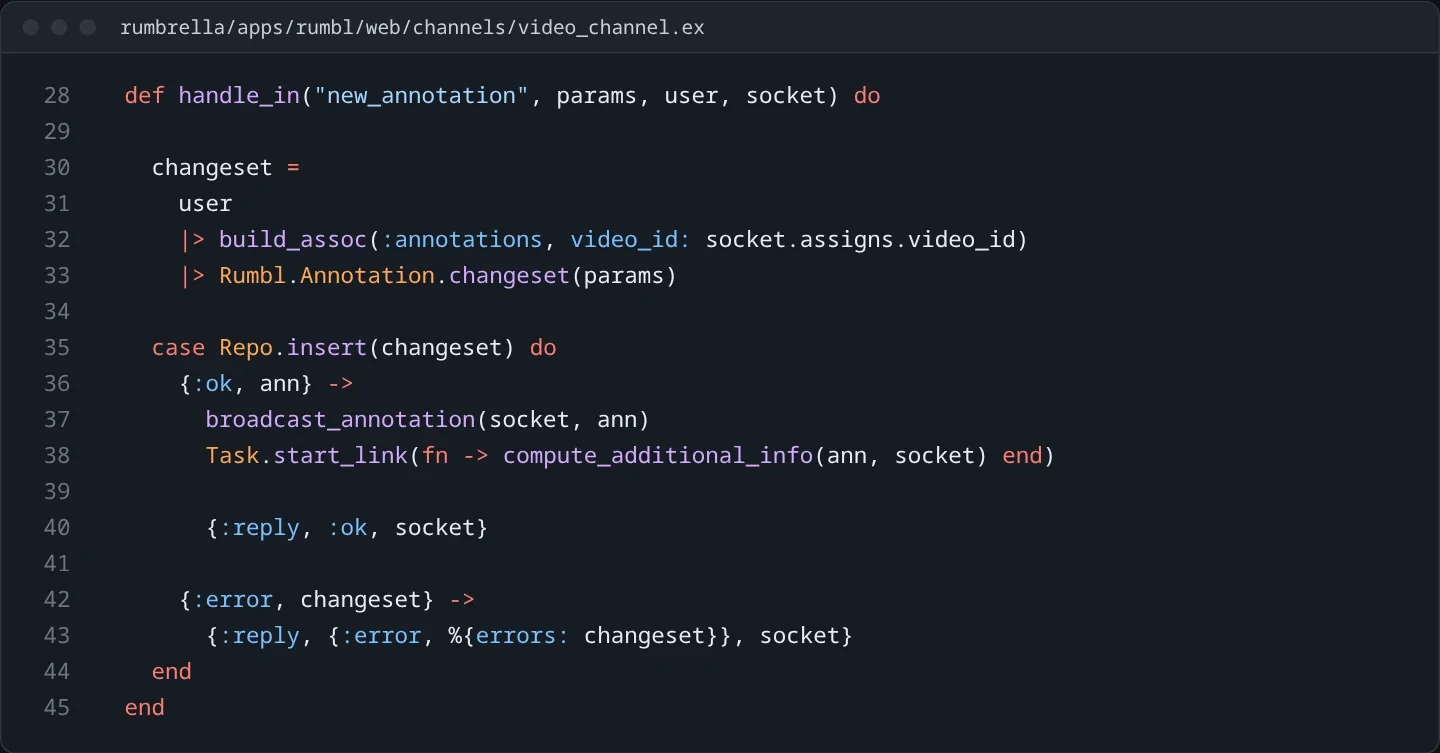 rumbrella/apps/rumbl/web/channels/video_channel.ex
28 def handle_in("new_annotation", params, user, socket) do
29
30 changeset =
31 user
32 |> build_assoc(:annotations, video_id: socket.assigns.video_id)
33 |> Rumbl.Annotation.changeset(params)
34
35 case Repo.insert(changeset) do
36 {:ok, ann} ->
37 broadcast_annotation(socket, ann)
38 Task.start_link(fn -> compute_additional_info(ann, socket) end)
39
40 {:reply, :ok, socket}
41
42 {:error, changeset} ->
43 {:reply, {:error, %{errors: changeset}}, socket}
44 end
45 end